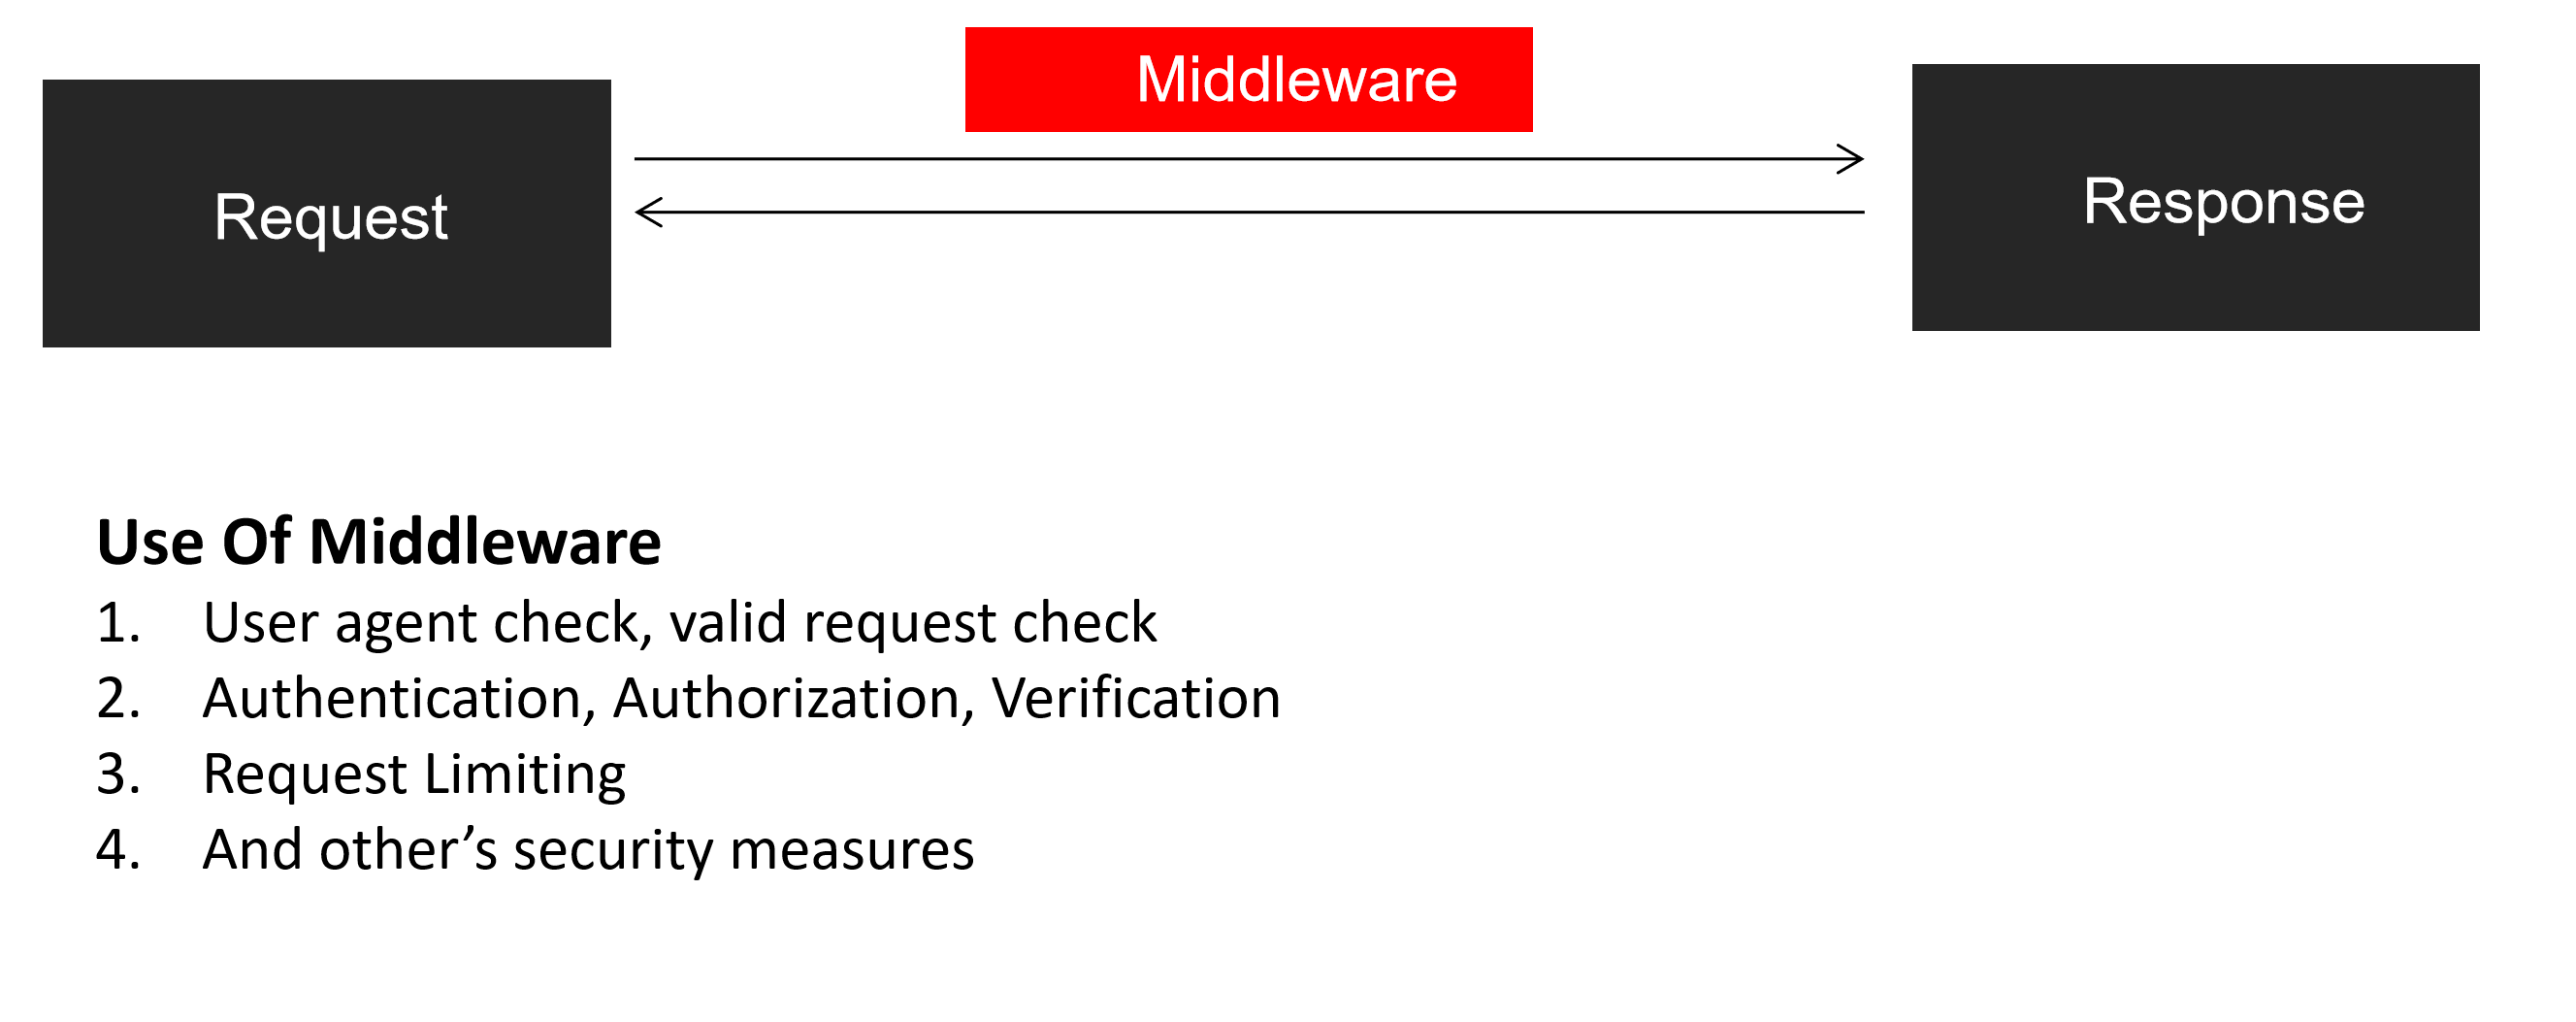 Middleware
Request
Response
Use Of Middleware
1. User agent check, valid request check
2. Authentication, Authorization, Verification
3. Request Limiting
4. And other’s security measures